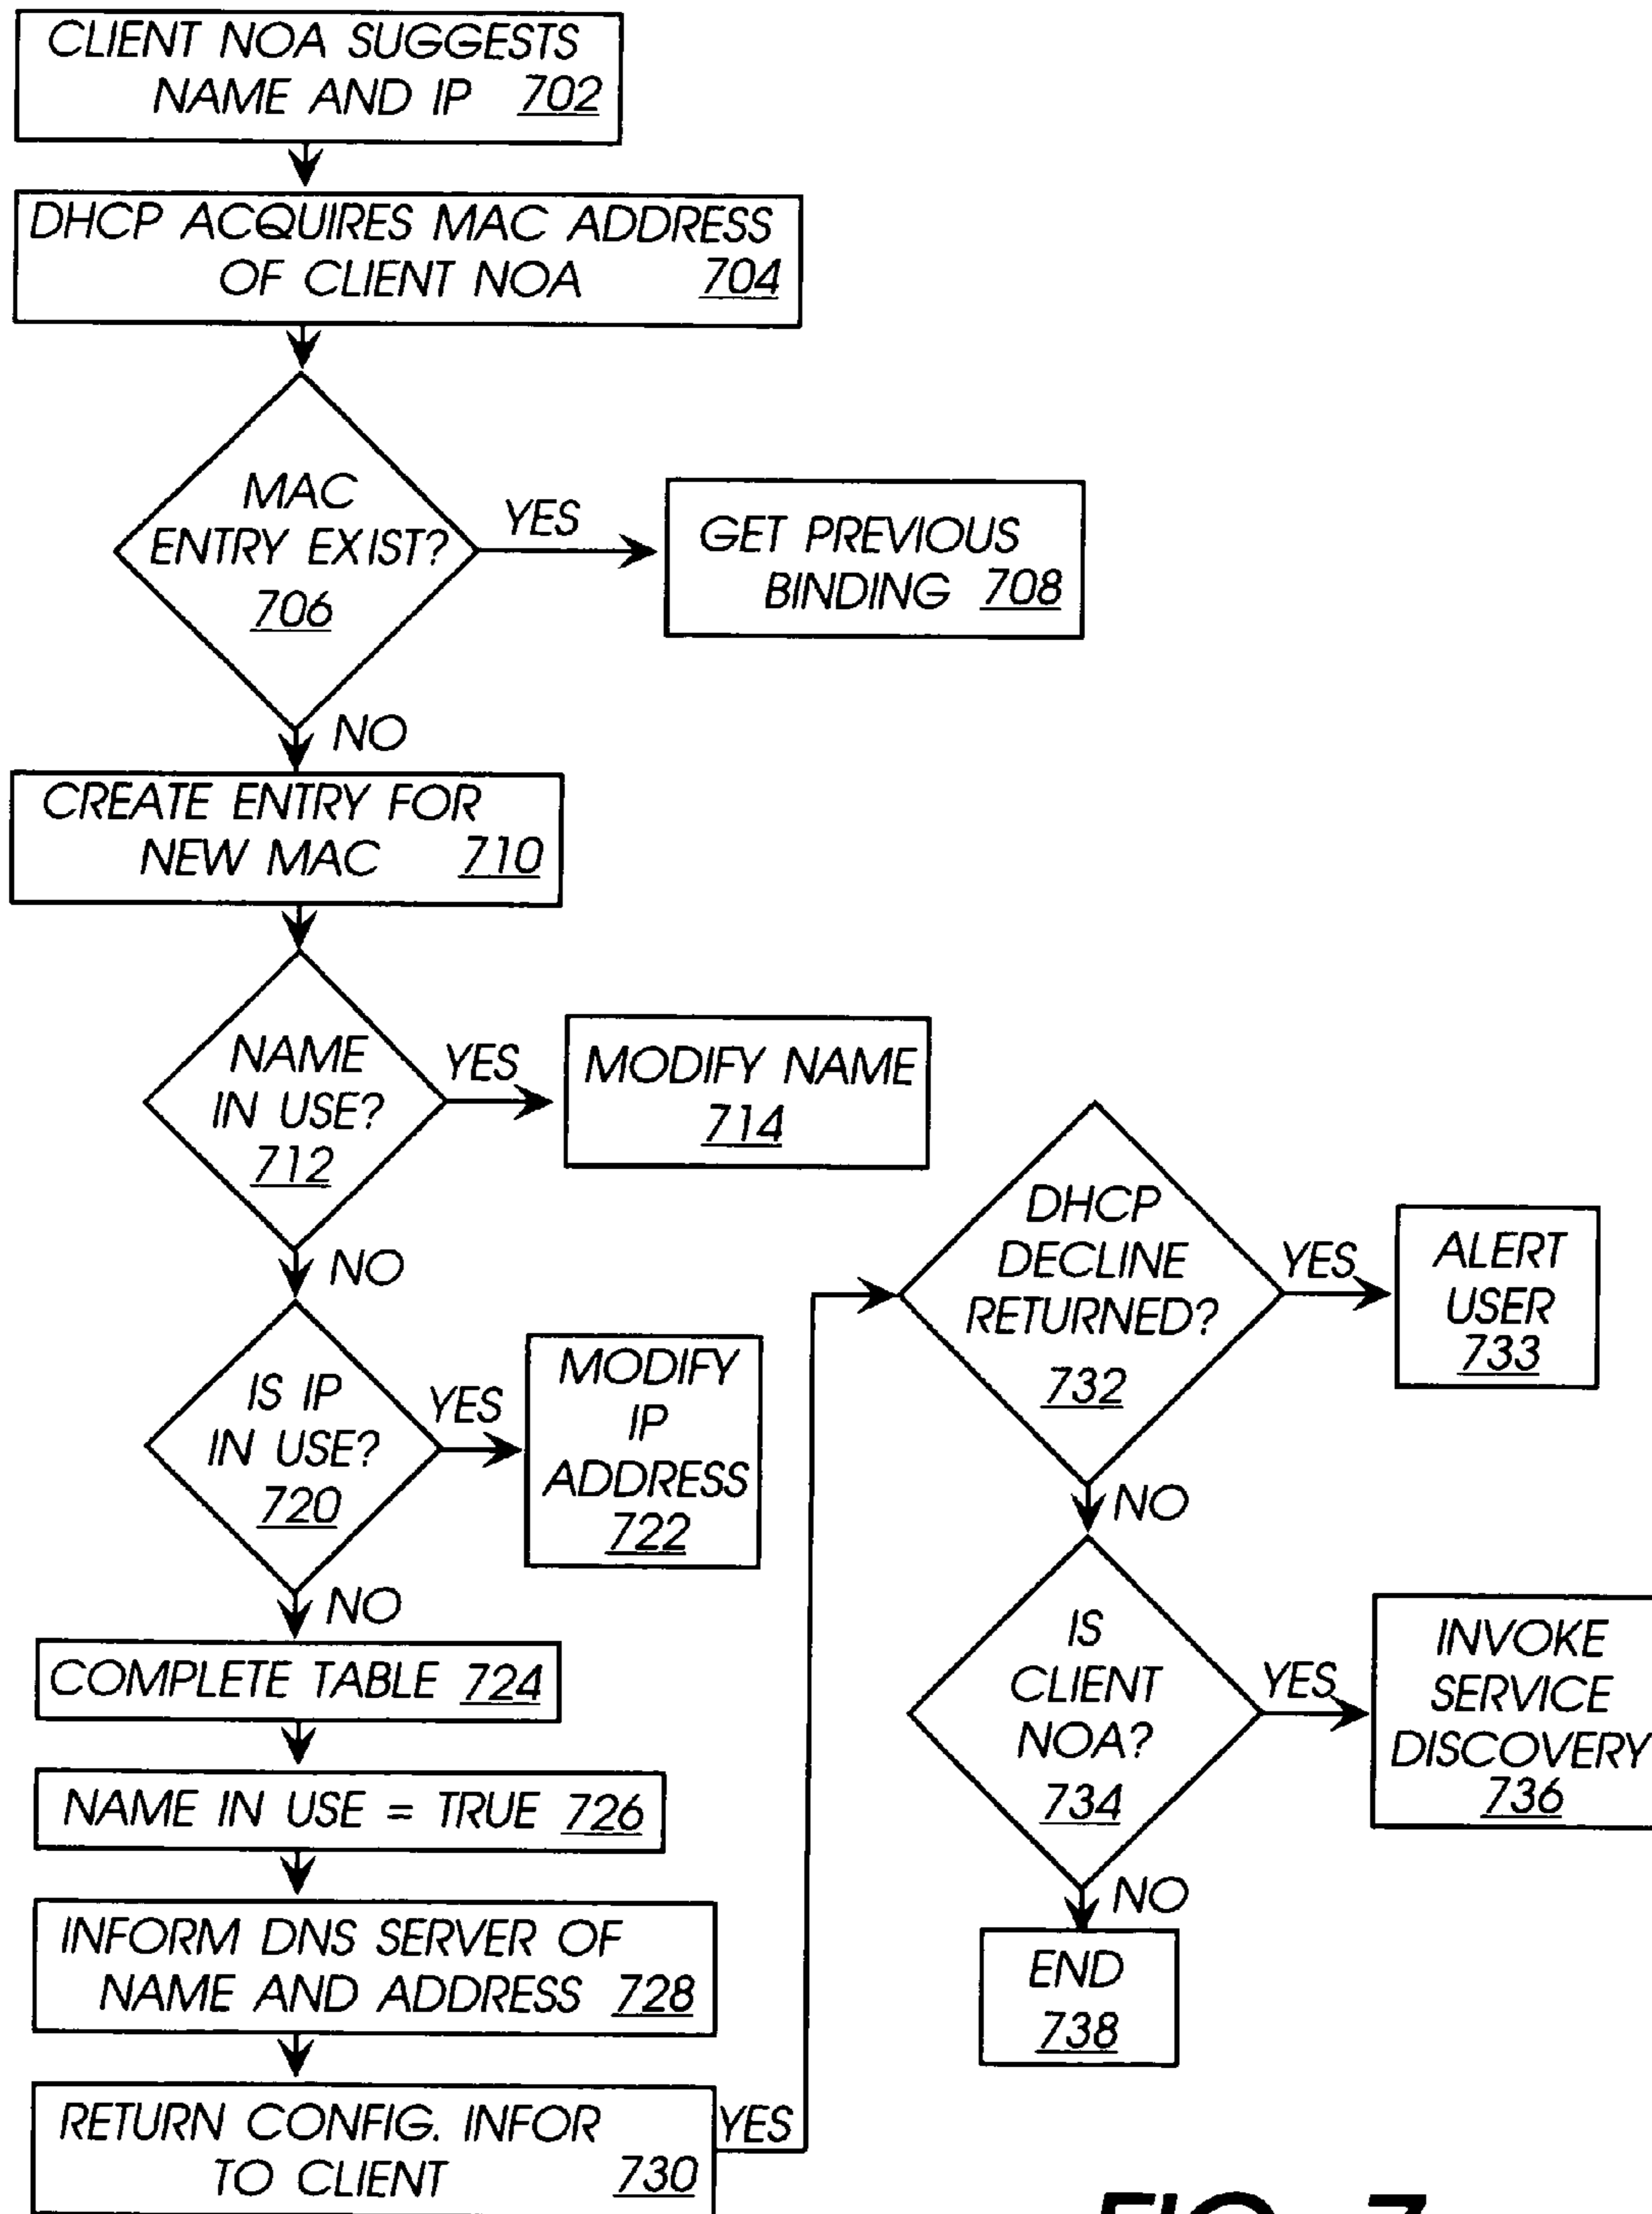 CLIENT NOA SUGGESTS
NAME AND IP 702
DHCP ACQUIRES MAC ADDRESS
OF CLIENT NOA 704
MAC
ENTRY EXIST?
706
YES
GET PREVIOUS
BINDING 708
NO
CREATE ENTRY FOR
NEW MAC 710
NAME
IN USE?
712
YES
MODIFY NAME
714
NO
IS IP
IN USE?
720
YES
MODIFY
IP
ADDRESS
722
NO
COMPLETE TABLE 724
NAME IN USE = TRUE 726
INFORM DNS SERVER OF
NAME AND ADDRESS 728
RETURN CONFIG. INFOR
TO CLIENT 730
YES
DHCP
DECLINE
RETURNED?
732
YES
ALERT
USER
733
NO
IS
CLIENT
NOA?
734
YES
INVOKE
SERVICE
DISCOVERY
736
NO
END
738
FIG. 7